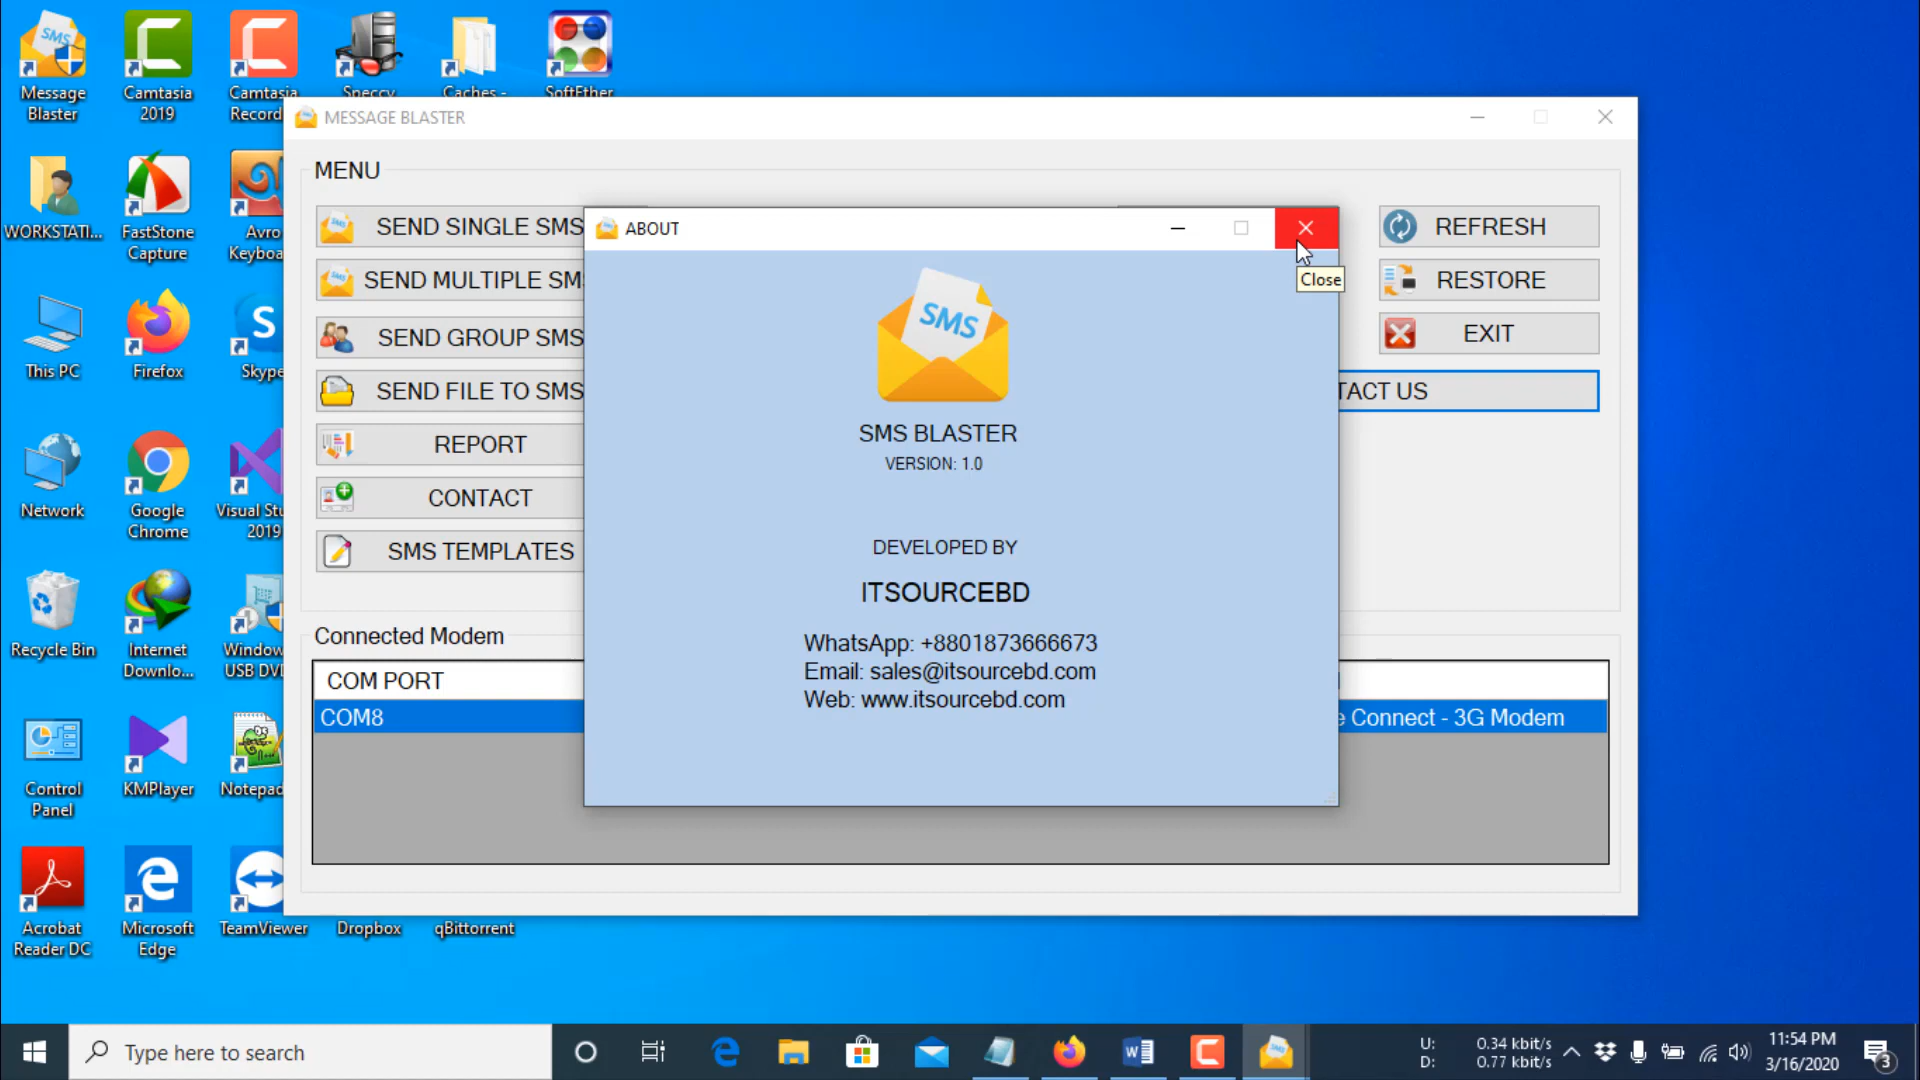 Message
Blaster
Camtasia
2019
Camtasia
Record
Speccy
Caches -
SoftEther
WORKSTATI...
FastStone
Capture
Avro
Keyboa
This PC
Firefox
Skype
Network
Google
Chrome
Visual Stu
2019
Recycle Bin
Internet
Downlo...
Window
USB DVD
Control
Panel
KMPlayer
Notepad
Acrobat
Reader DC
Microsoft
Edge
TeamViewer
Dropbox
qBittorrent
MESSAGE BLASTER
MENU
SEND SINGLE SMS
SEND MULTIPLE SMS
SEND GROUP SMS
SEND FILE TO SMS
REPORT
CONTACT
SMS TEMPLATES
REFRESH
RESTORE
EXIT
TACT US
Connected Modem
COM PORT
COM8
e Connect - 3G Modem
ABOUT
Close
SMS
SMS BLASTER
VERSION: 1.0
DEVELOPED BY
ITSOURCEBD
WhatsApp: +8801873666673
Email: sales@itsourcebd.com
Web: www.itsourcebd.com
Type here to search
U: 0.34 kbit/s
D: 0.77 kbit/s
11:54 PM
3/16/2020
3